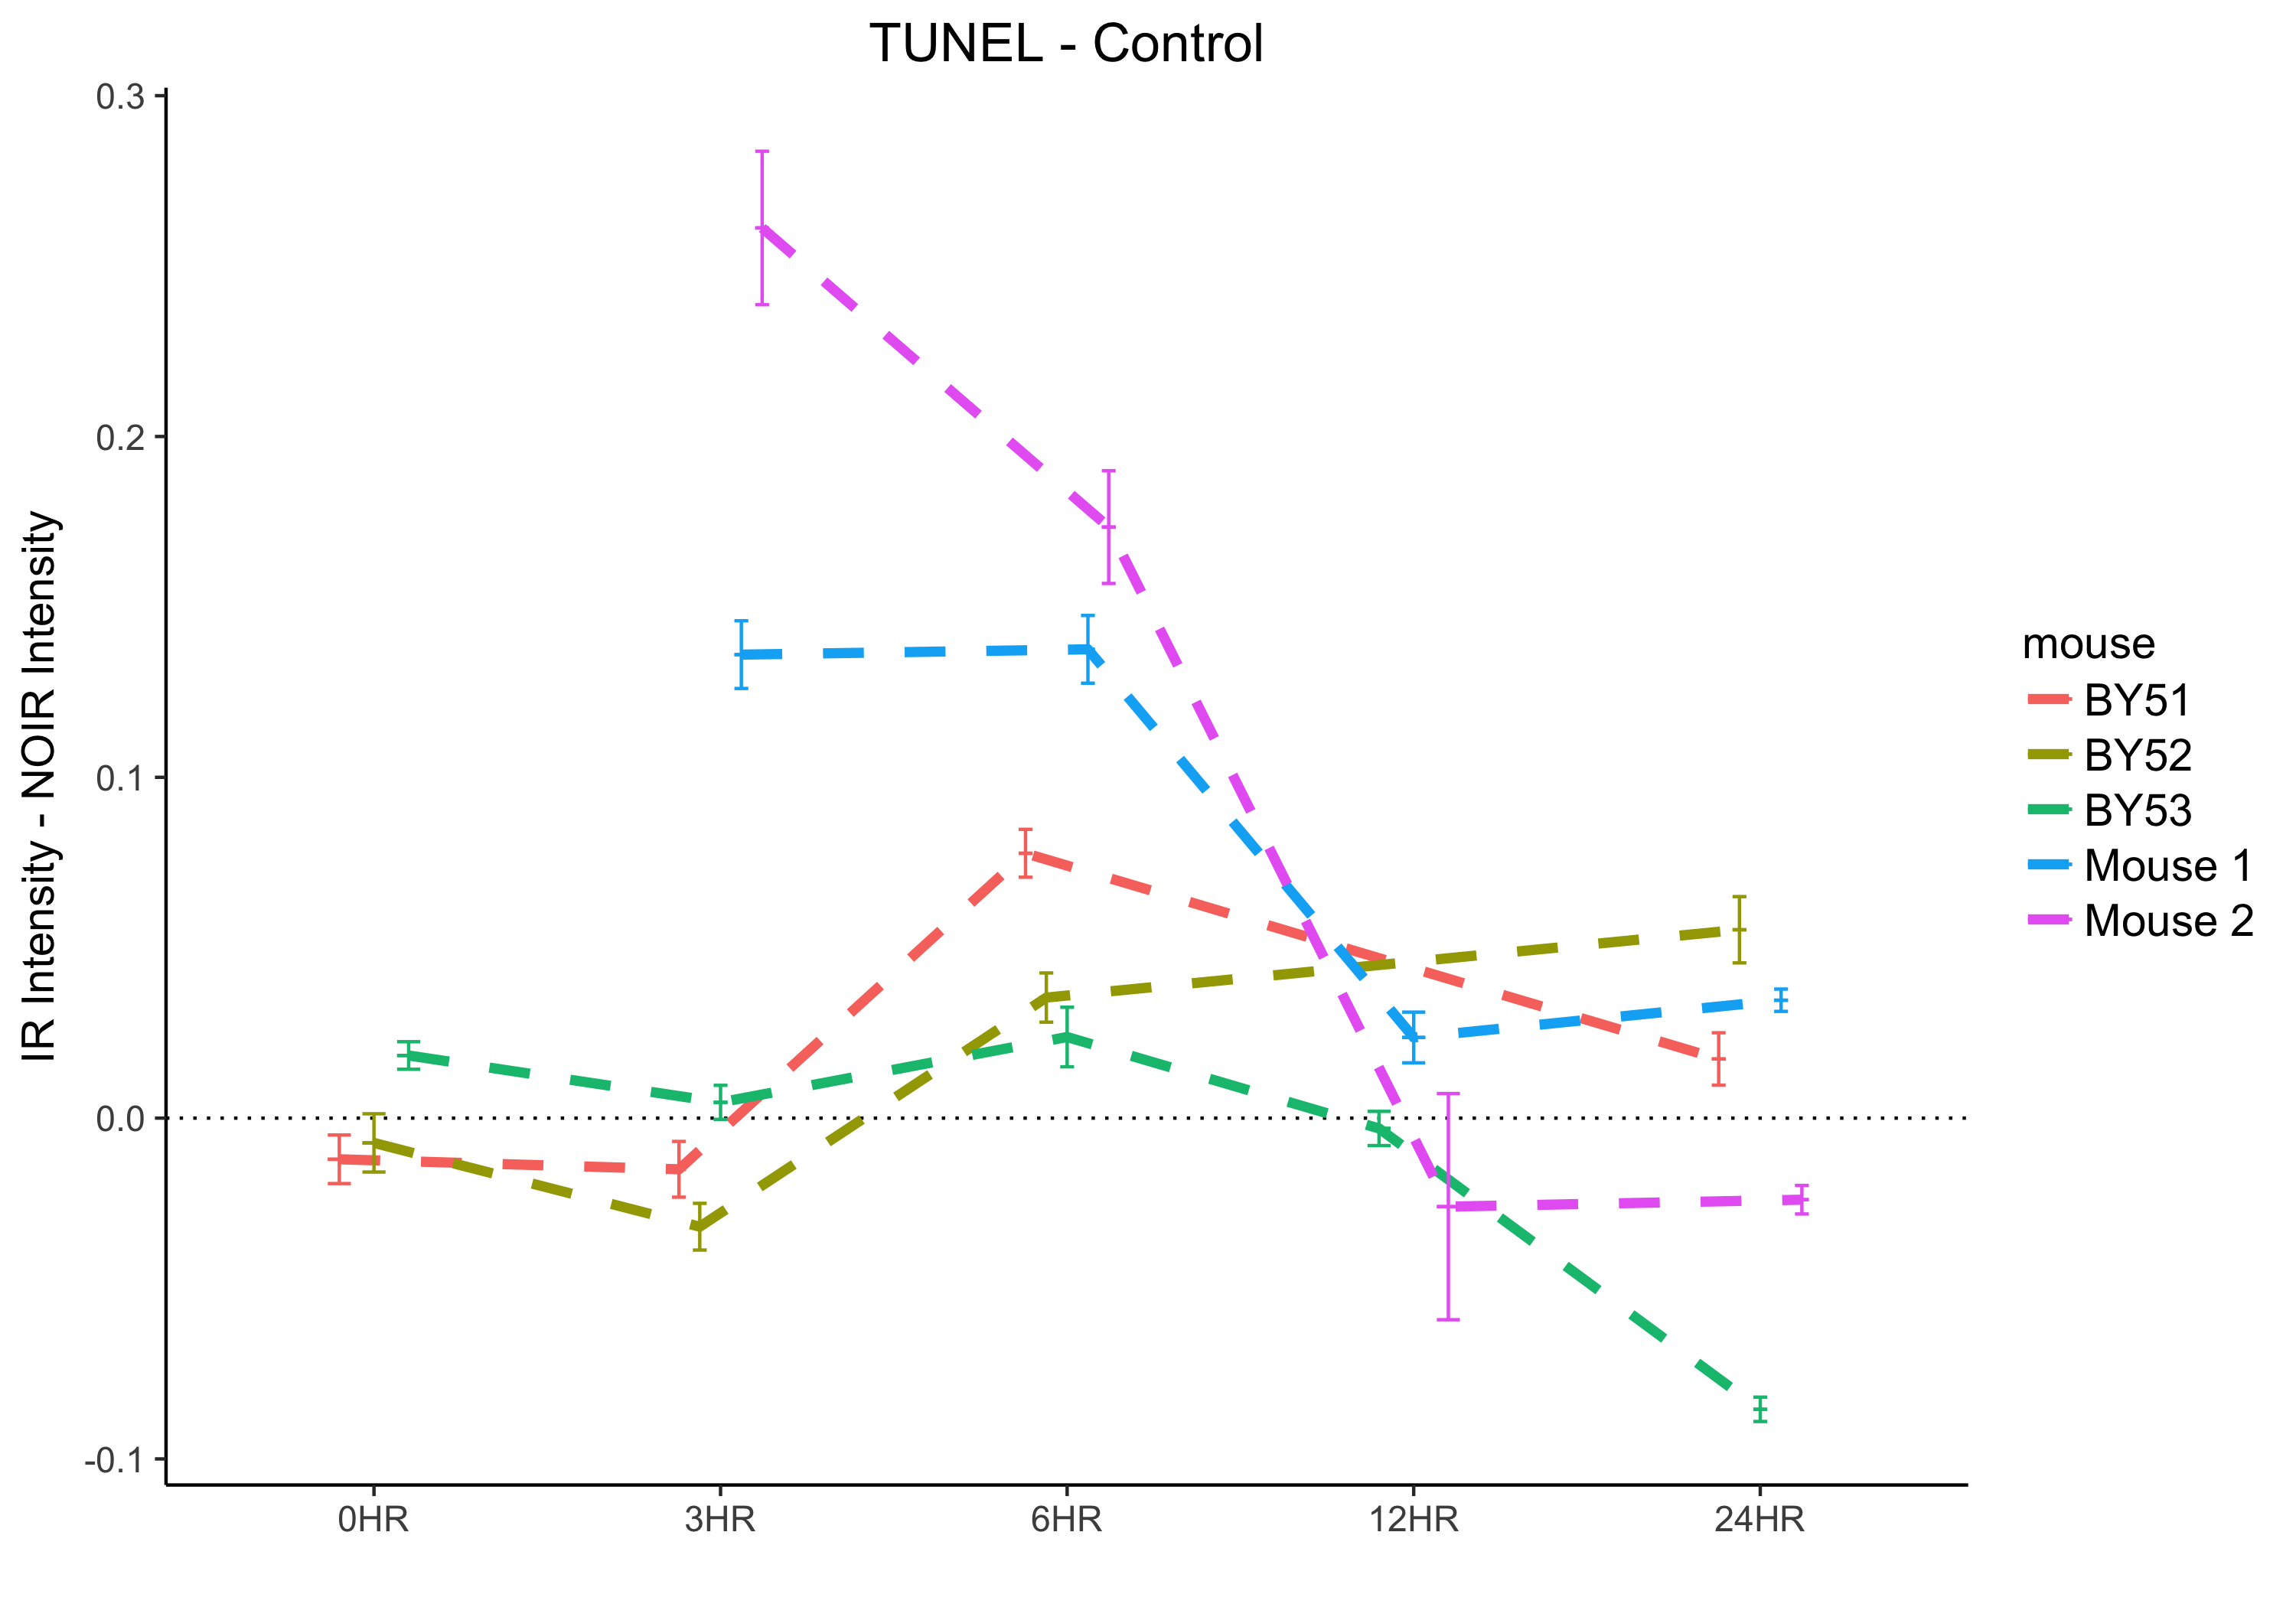 TUNEL - Control
IR Intensity - NOIR Intensity
0.3
0.2
0.1
0.0
-0.1
0HR
3HR
6HR
12HR
24HR
mouse
BY51
BY52
BY53
Mouse 1
Mouse 2